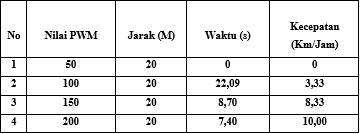 No Nilai PWM Jarak (M) Waktu (s) Kecepatan (Km/Jam)
1 50 20 0 0
2 100 20 22,09 3,33
3 150 20 8,70 8,33
4 200 20 7,40 10,00